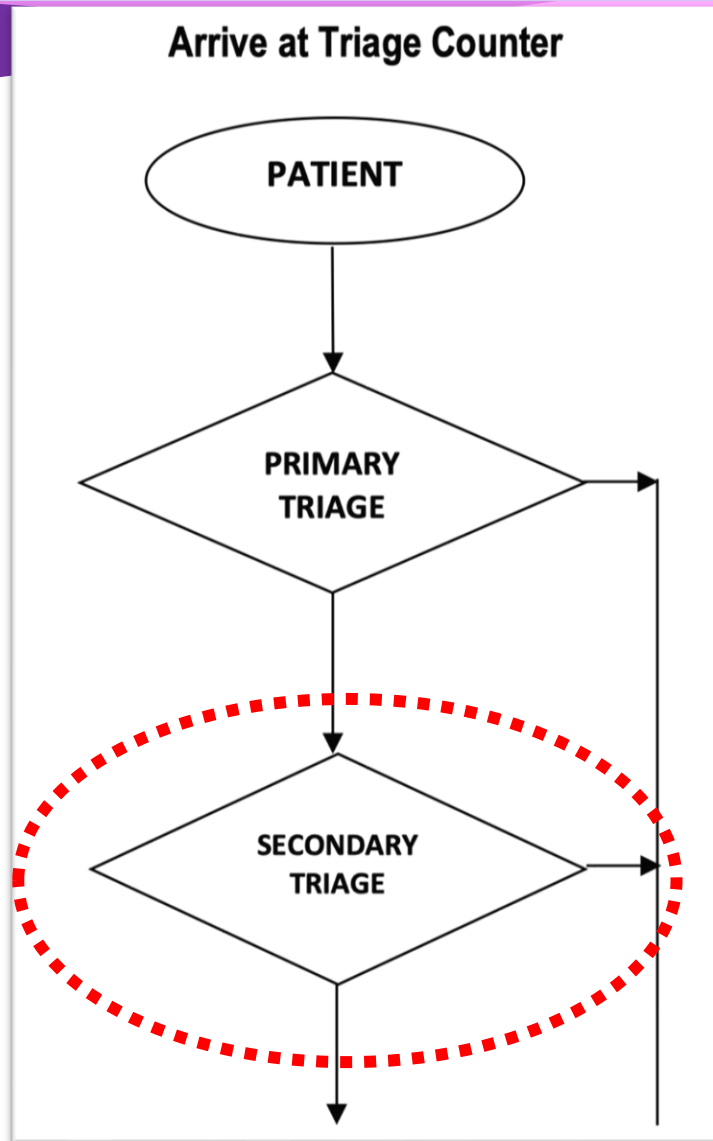 Arrive at Triage Counter
PATIENT
PRIMARY
TRIAGE
SECONDARY
TRIAGE